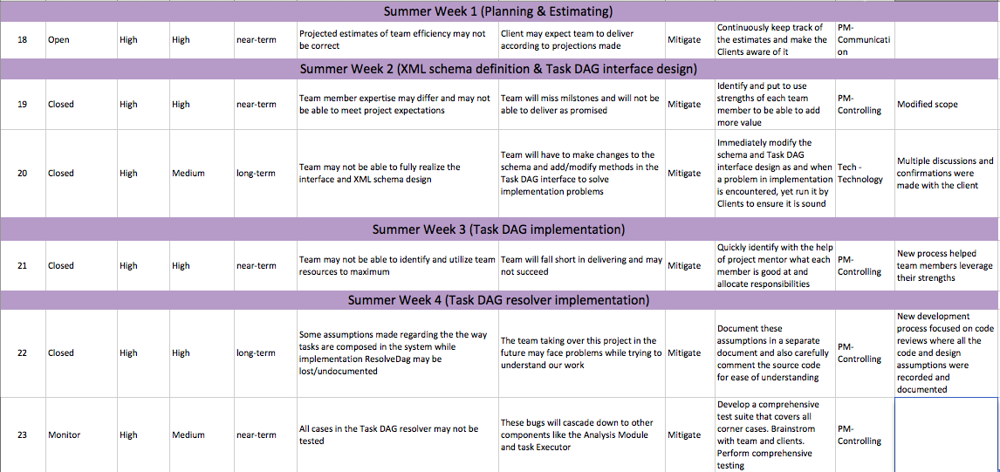 Summer Week 1 (Planning & Estimating)
18
Open
High
High
near-term
Projected estimates of team efficiency may not
be correct
Client may expect team to deliver
according to projections made
Mitigate
Continuously keep track of
the estimates and make the
Clients aware of it
PM-
Communicati
on
Summer Week 2 (XML schema definition & Task DAG interface design)
19
Closed
High
High
near-term
Team member expertise may differ and may not
be able to meet project expectations
Team will miss milstones and will not be
able to deliver as promised
Mitigate
Identify and put to use
strengths of each team
member to be able to add
more value
PM-
Controlling
Modified scope
20
Closed
High
Medium
long-term
Team may not be able to fully realize the
interface and XML schema design
Team will have to make changes to the
schema and add/modify methods in the
Task DAG interface to solve
implementation problems
Mitigate
Immediately modify the
schema and Task DAG
interface design as and when
a problem in implementation
is encountered, yet run it by
Clients to ensure it is sound
Tech -
Technology
Multiple discussions and
confirmations were
made with the client
Summer Week 3 (Task DAG implementation)
21
Closed
High
High
near-term
Team may not be able to identify and utilize team
resources to maximum
Team will fall short in delivering and may
not succeed
Mitigate
Quickly identify with the help
of project mentor what each
member is good at and
allocate responsibilities
PM-
Controlling
New process helped
team members leverage
their strengths
Summer Week 4 (Task DAG resolver implementation)
22
Closed
High
High
long-term
Some assumptions made regarding the the way
tasks are composed in the system while
implementation ResolveDag may be
lost/undocumented
The team taking over this project in the
future may face problems while trying to
understand our work
Mitigate
Document these
assumptions in a separate
document and also carefully
comment the source code
for ease of understanding
PM-
Controlling
New development
process focused on code
reviews where all the
code and design
assumptions were
recorded and
documented
23
Monitor
High
Medium
near-term
All cases in the Task DAG resolver may not be
tested
These bugs will cascade down to other
components like the Analysis Module
and task Executor
Mitigate
Develop a comprehensive
test suite that covers all
corner cases. Brainstrom
with team and clients.
Perform comprehensive
testing
PM-
Controlling